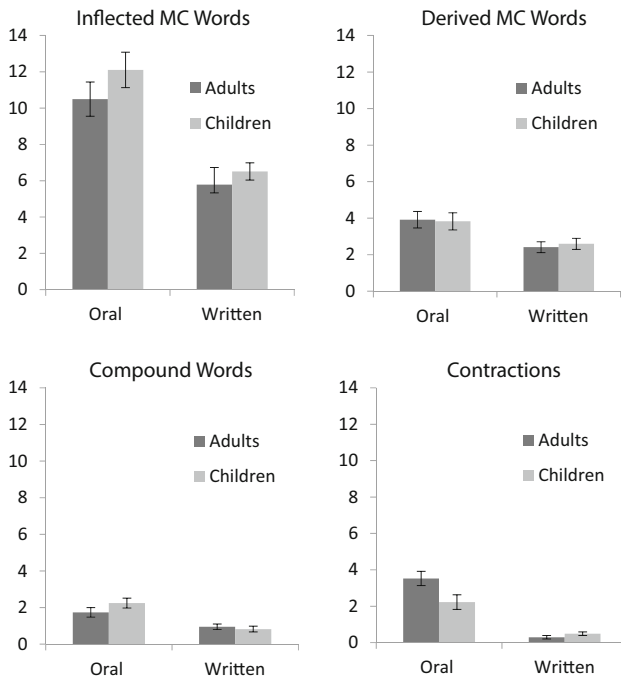 Inflected MC Words
14
12
10
8
6
4
2
0
Adults
Children
Oral Written
Derived MC Words
14
12
10
8
6
4
2
0
Adults
Children
Oral Written
Compound Words
14
12
10
8
6
4
2
0
Adults
Children
Oral Written
Contractions
14
12
10
8
6
4
2
0
Adults
Children
Oral Written